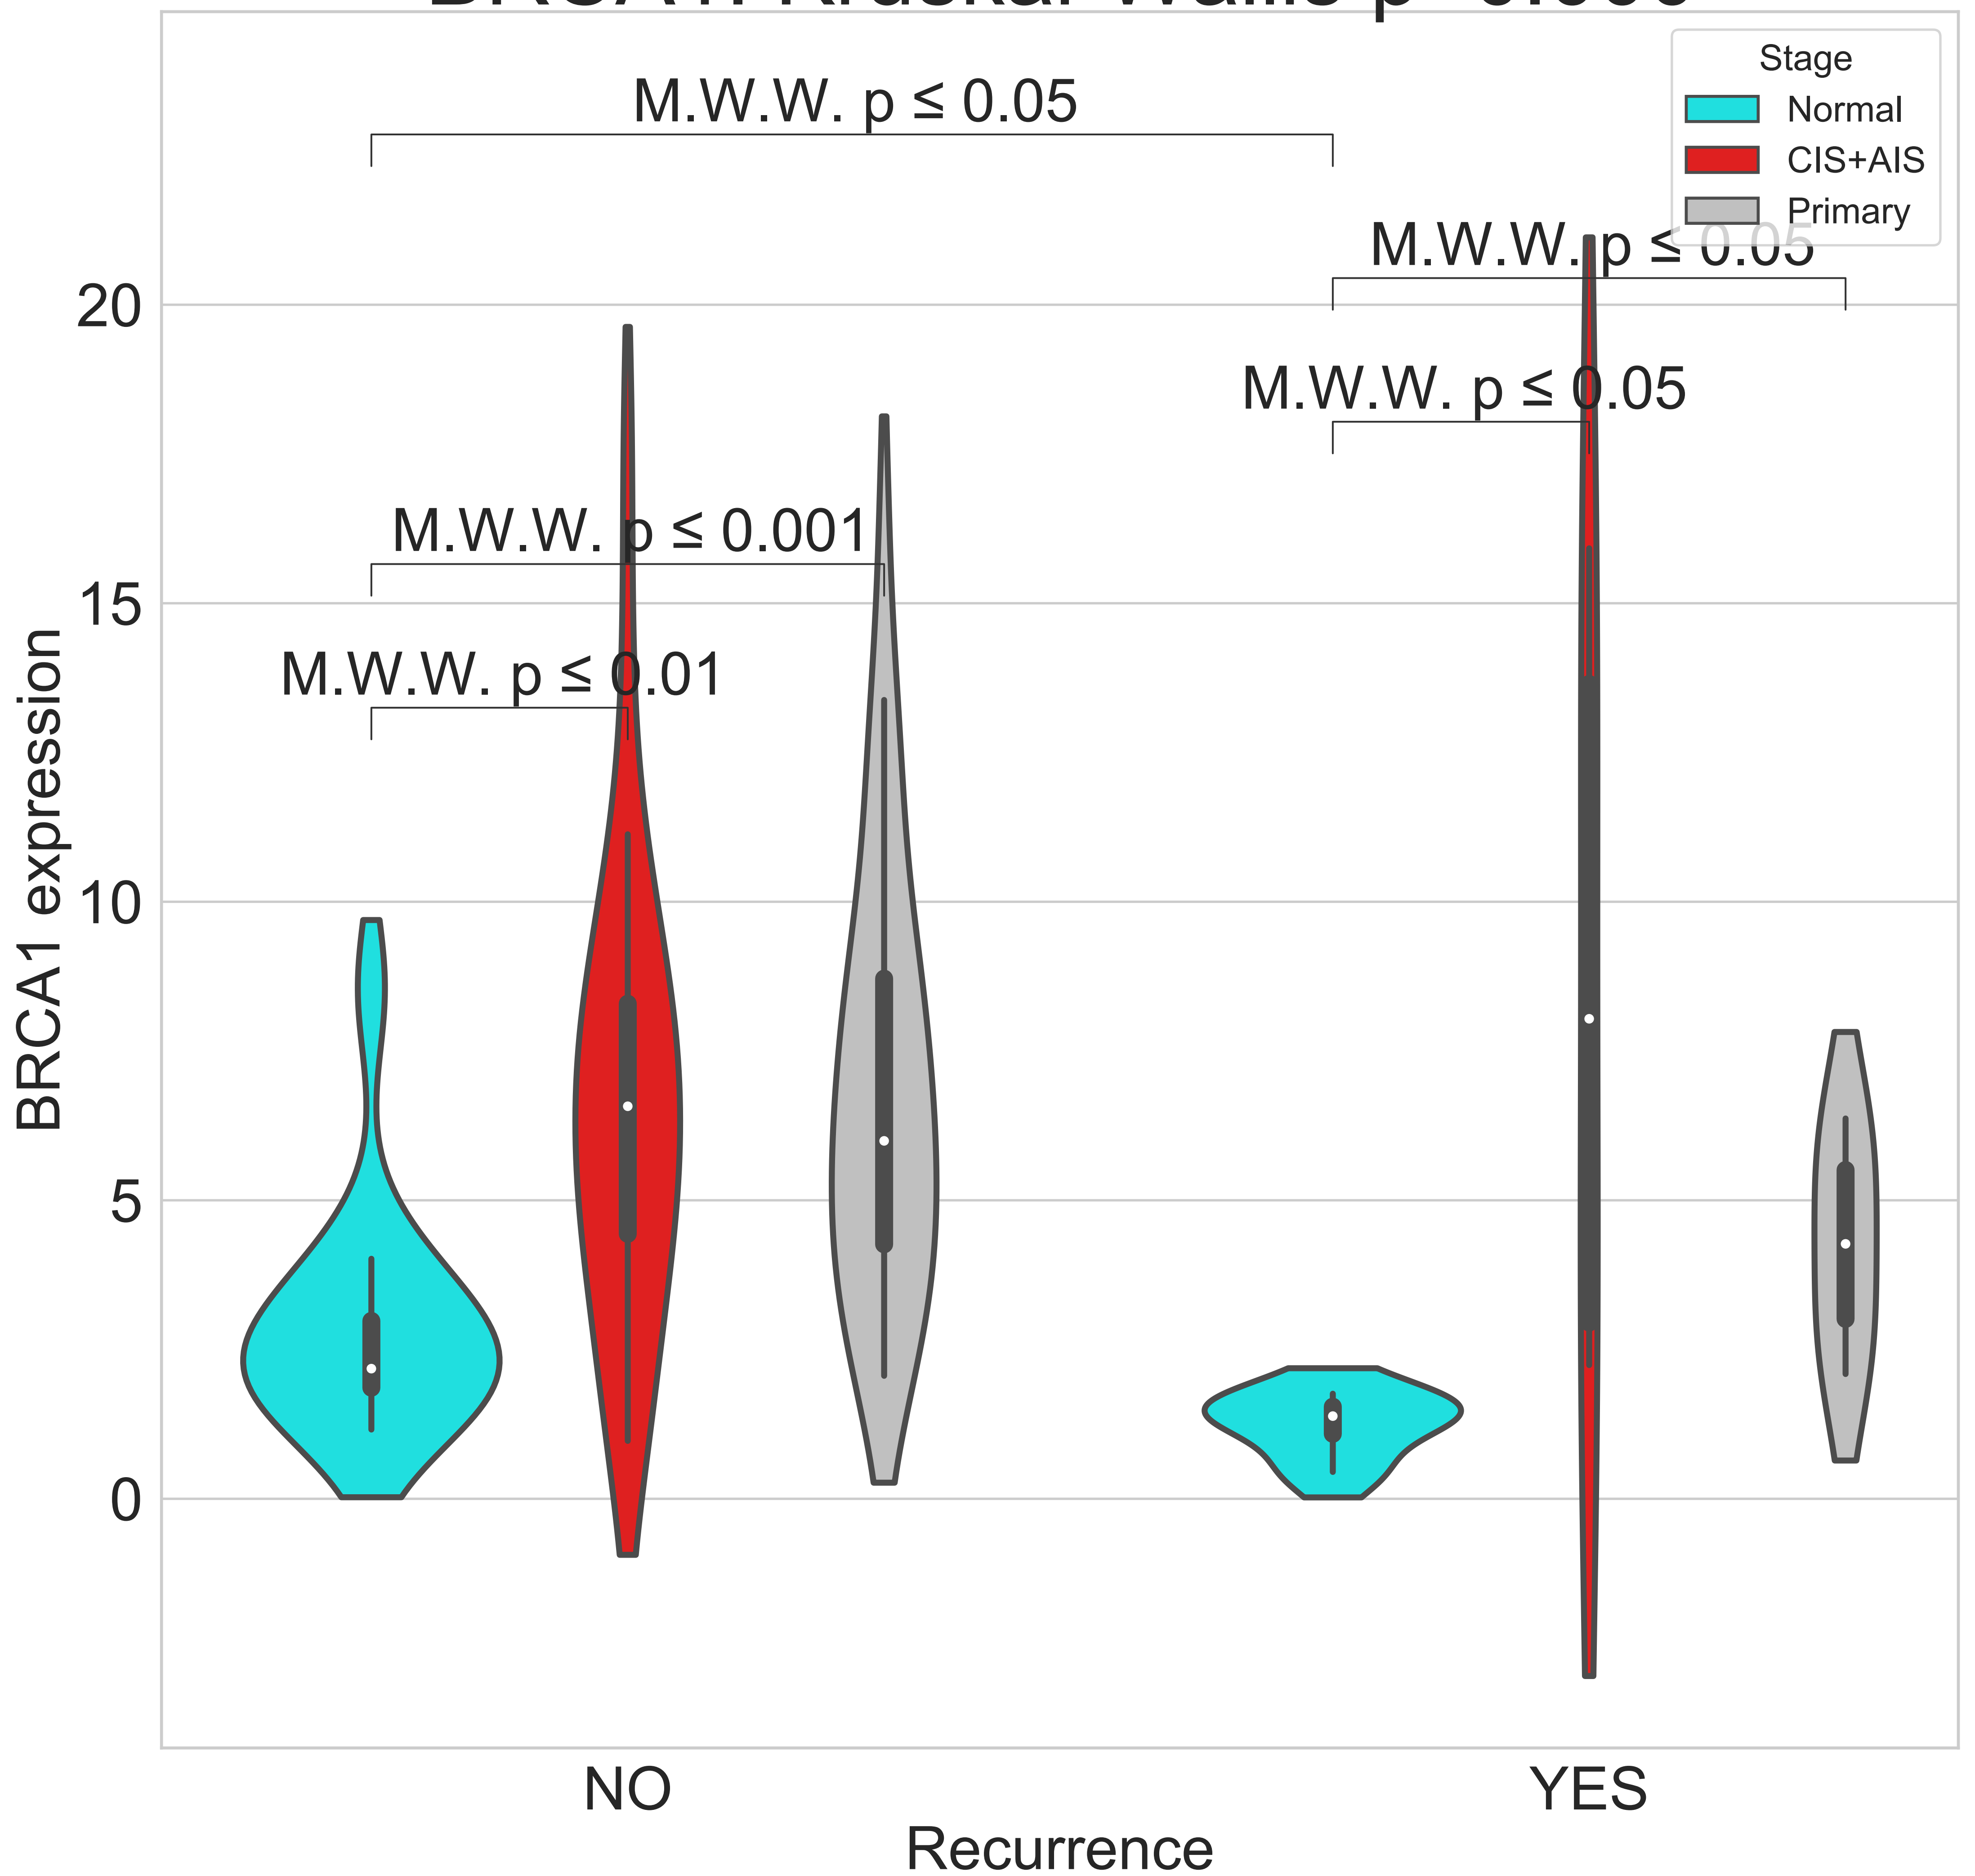 Stage
Normal
CIS+AIS
Primary
M.W.W. p ≤ 0.05
M.W.W. p ≤ 0.05
M.W.W. p ≤ 0.05
M.W.W. p ≤ 0.001
M.W.W. p ≤ 0.01
BRCA1 expression
20
15
10
5
0
NO
YES
Recurrence